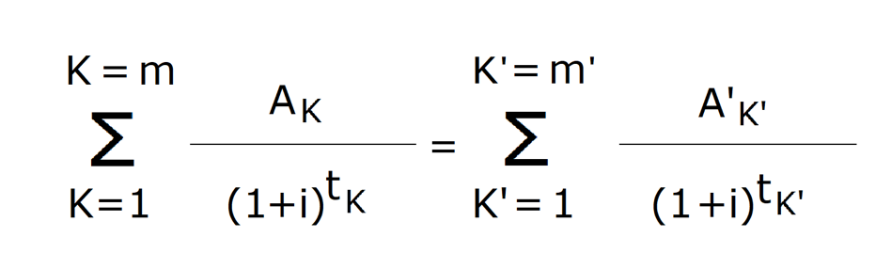 K = m K'= m'
∑ A_K / (1+i)^t_K = ∑ A'_K' / (1+i)^t_K'
K=1 K'= 1